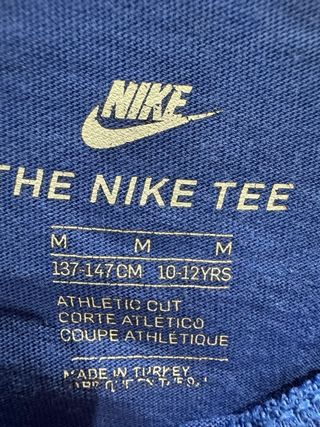 NIKE
THE NIKE TEE
M M M
137-147CM 10-12YRS
ATHLETIC CUT
CORTE ATLÉTICO
COUPE ATHLÉTIQUE
MADE IN TURKEY